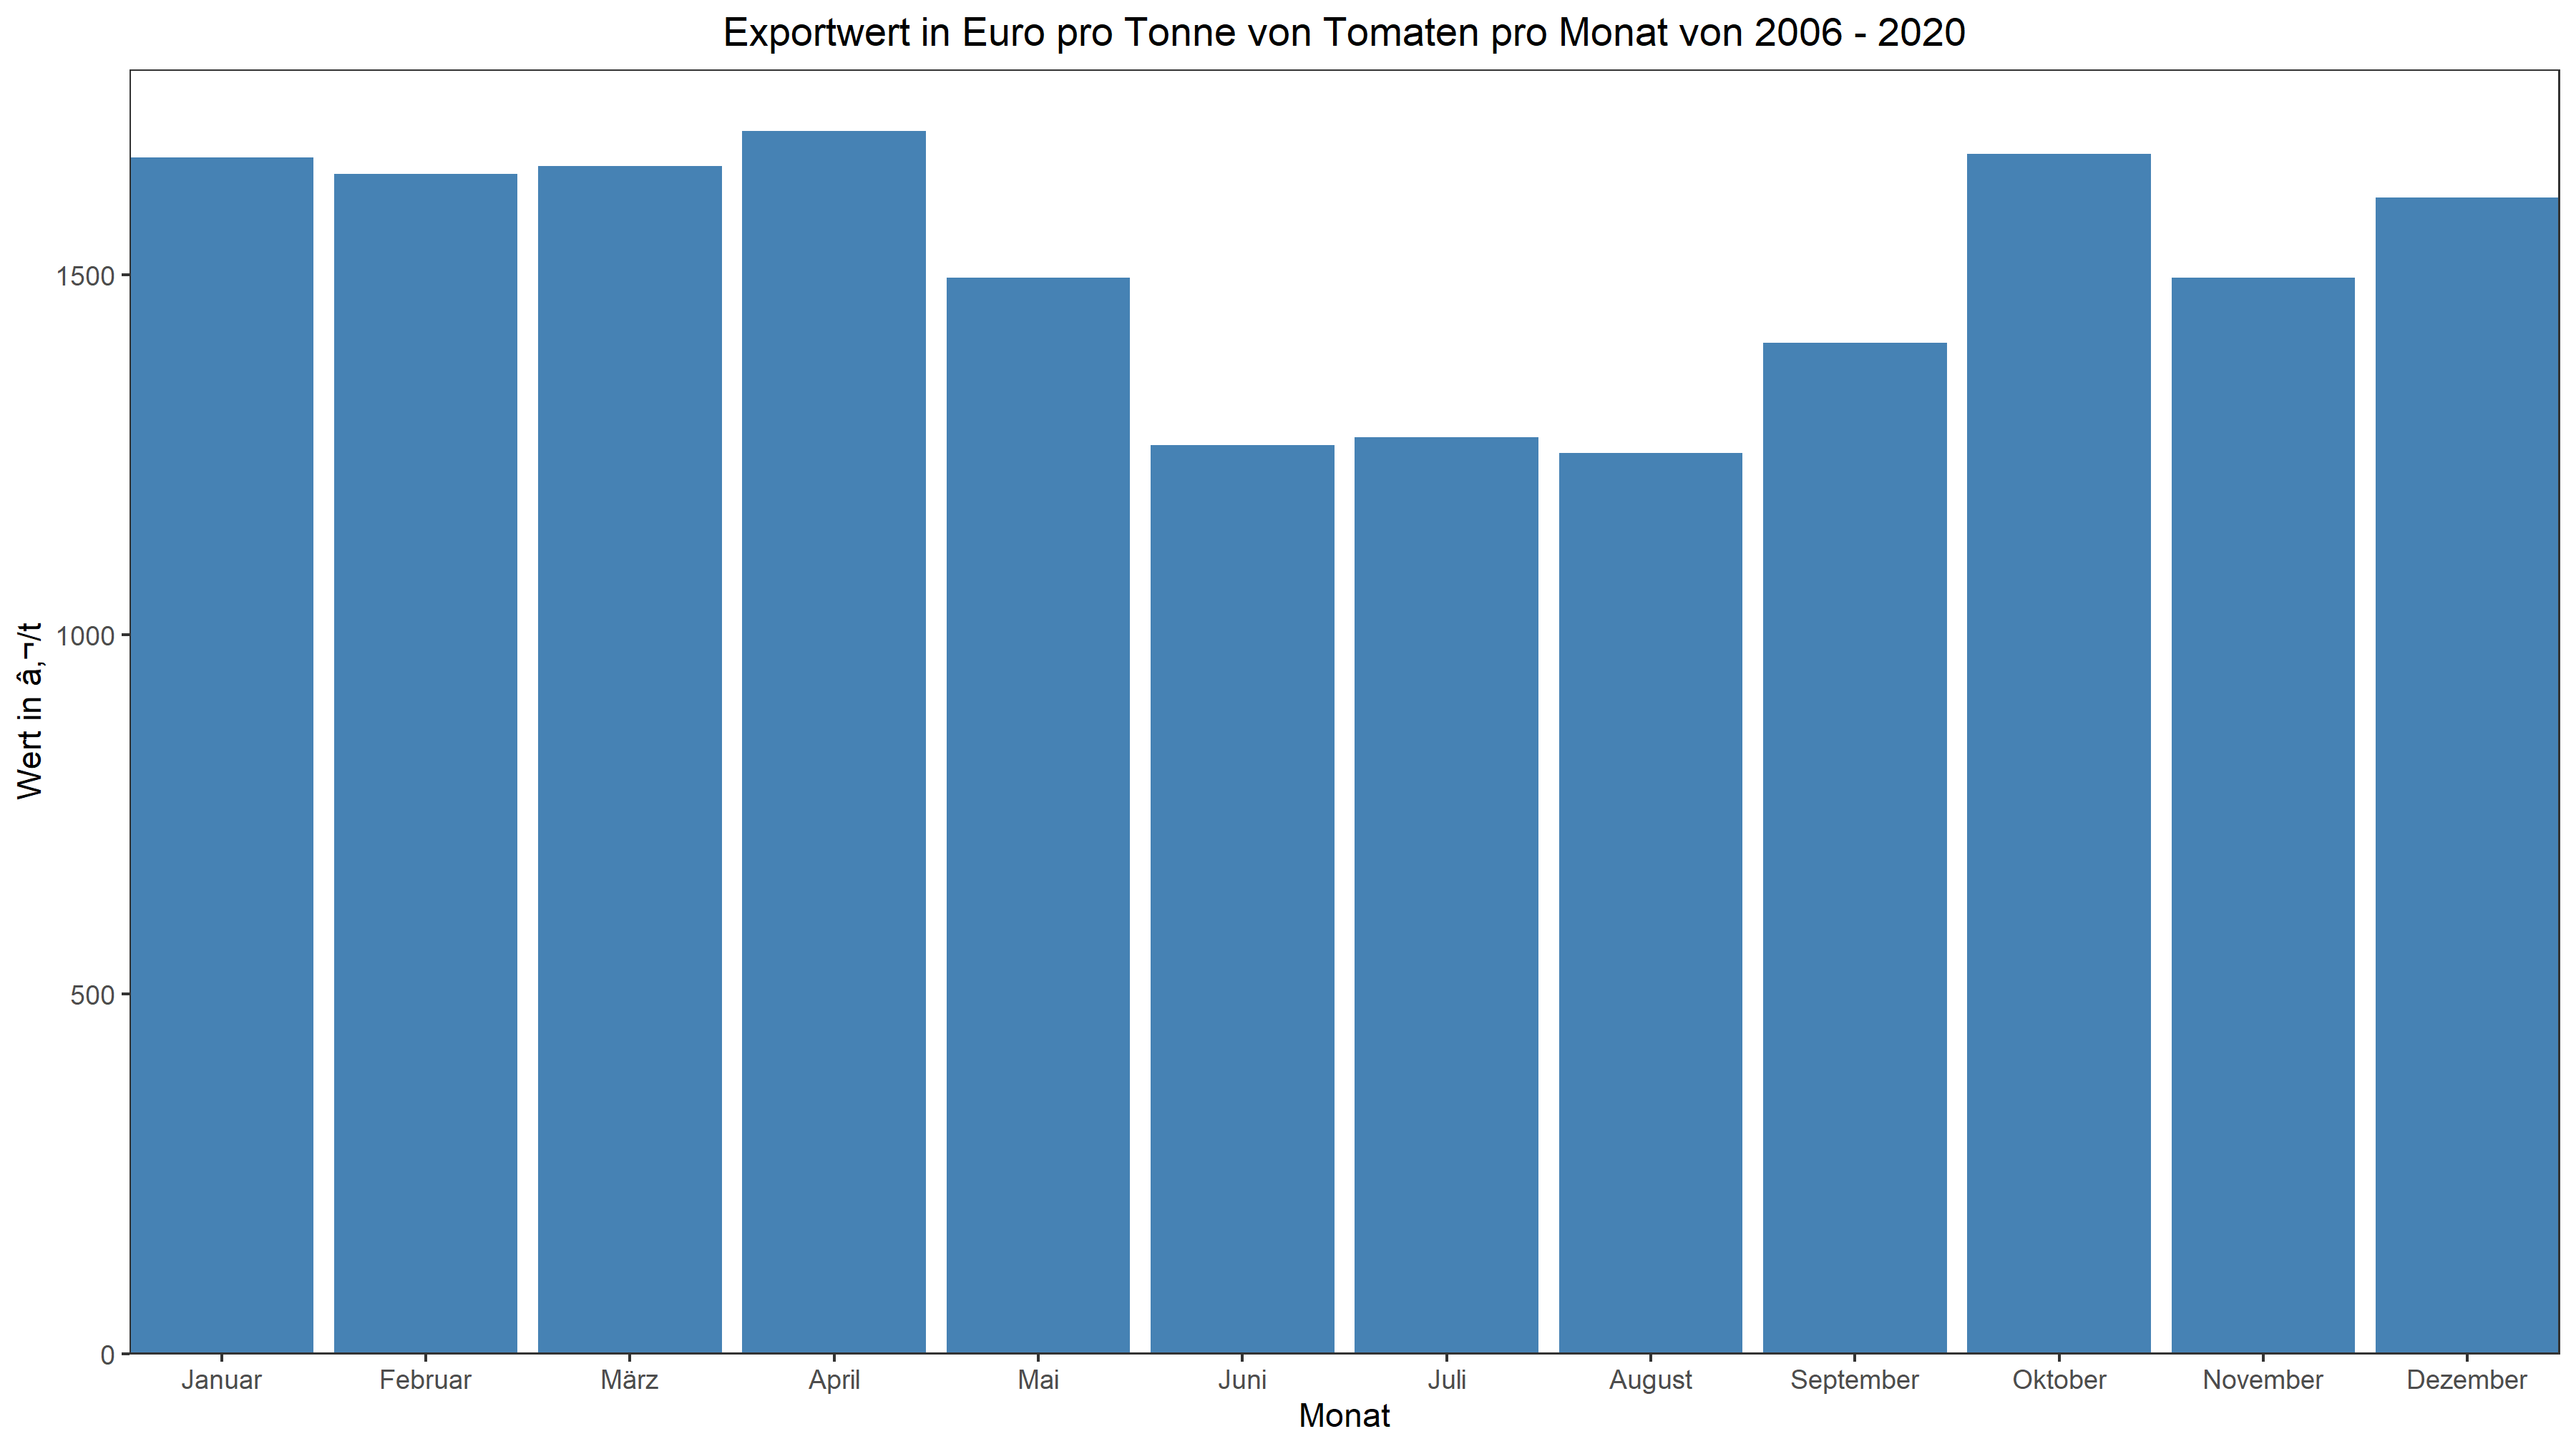 Exportwert in Euro pro Tonne von Tomaten pro Monat von 2006 - 2020
Wert in â‚¬/t
1500
1000
500
0
Januar Februar März April Mai Juni Juli August September Oktober November Dezember
Monat